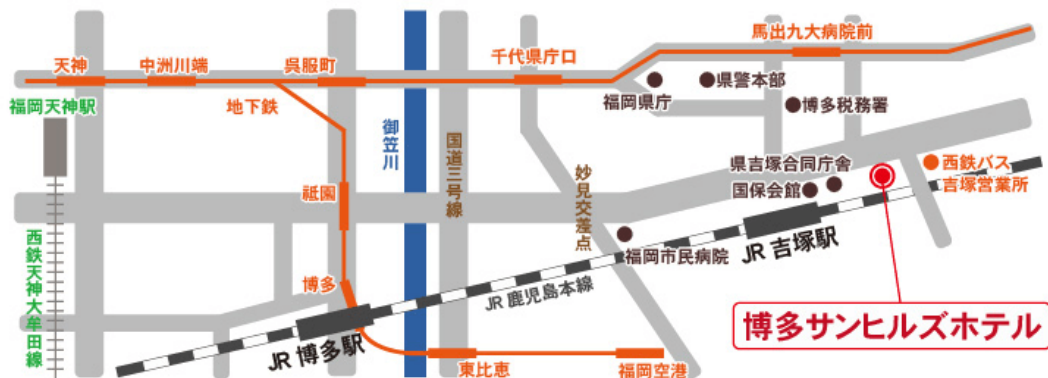 馬出九大病院前
千代県庁口
天神
中洲川端
呉服町
県警本部
福岡県庁
福岡天神駅
地下鉄
博多税務署
御笠川
国道三号線
県吉塚合同庁舎
西鉄バス
吉塚営業所
国保会館
妙見交差点
祗園
西鉄天神大牟田線
福岡市民病院
JR 吉塚駅
博多
JR 鹿児島本線
博多サンヒルズホテル
JR 博多駅
東比恵
福岡空港